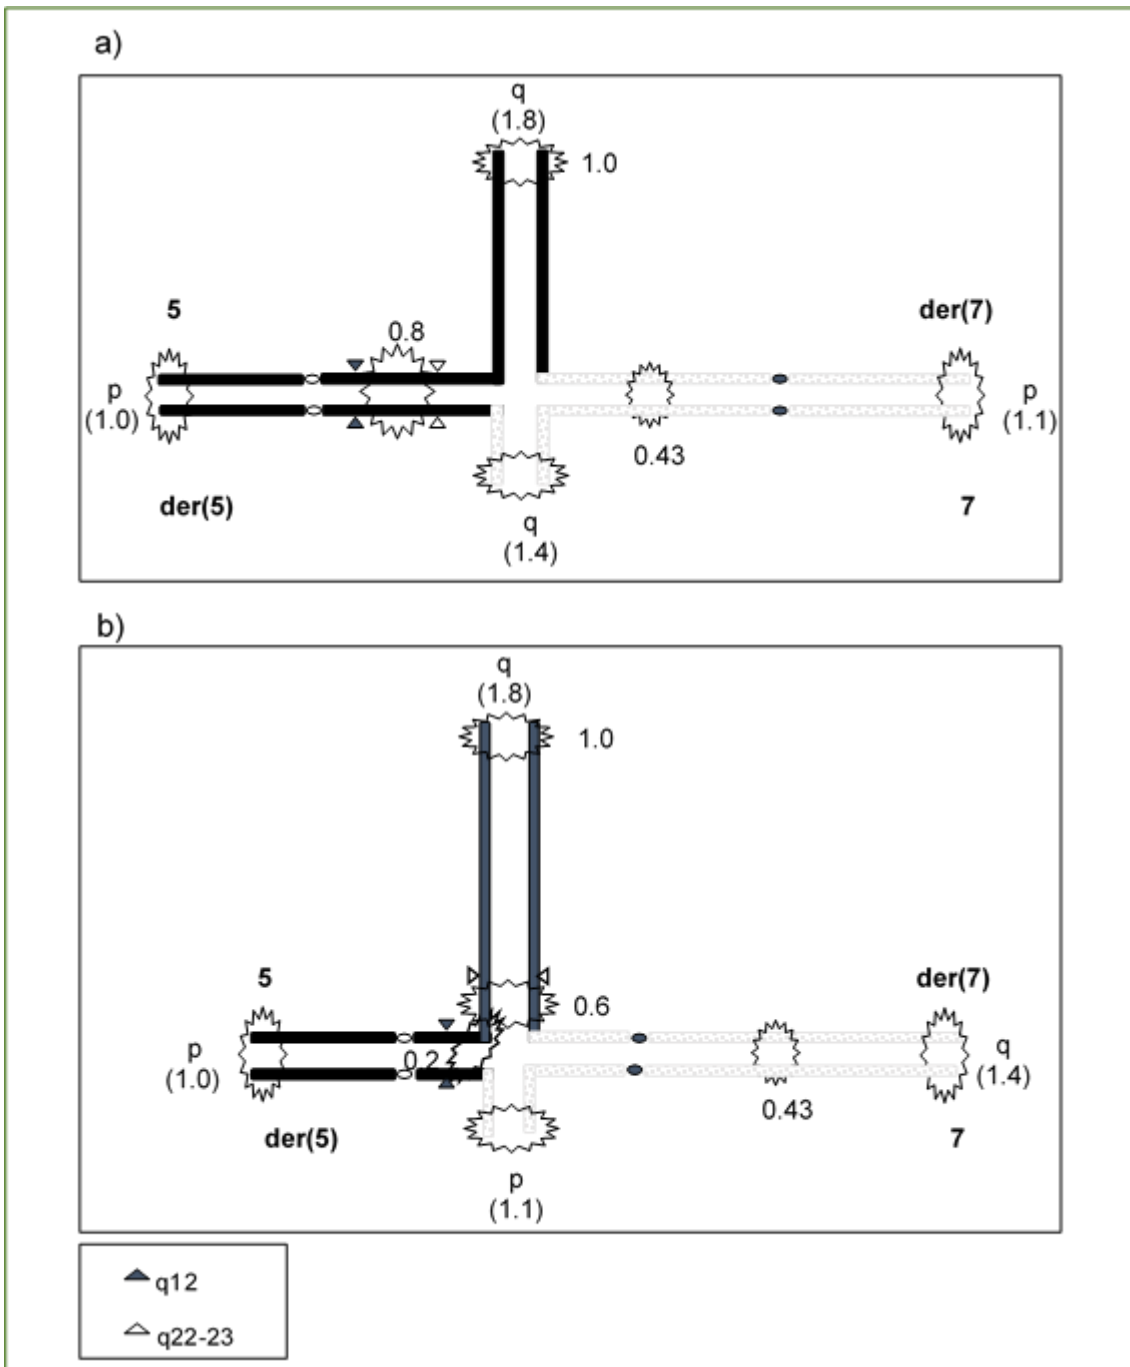 a)
q
(1.8)
1.0
5
der(7)
0.8
p
(1.0)
p
(1.1)
0.43
der(5)
q
(1.4)
7
b)
q
(1.8)
1.0
5
der(7)
0.6
p
(1.0)
0.2
q
(1.4)
0.43
der(5)
7
p
(1.1)
q12
q22-23